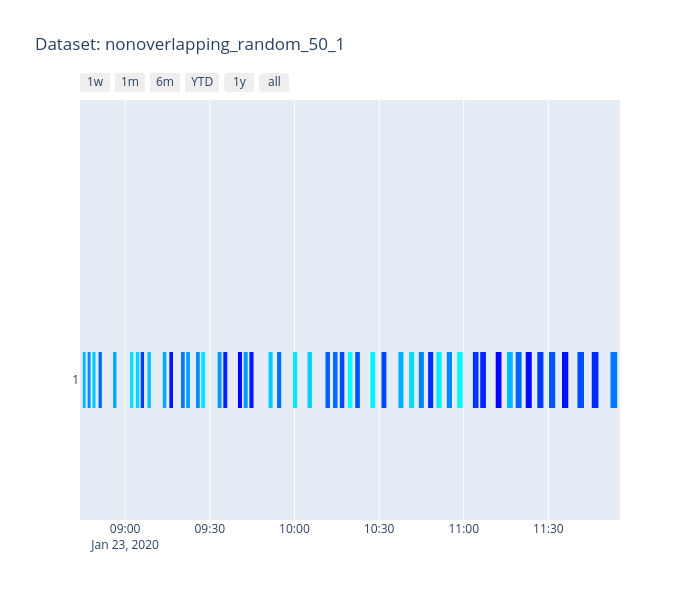 Dataset: nonoverlapping_random_50_1
1w 1m 6m YTD 1y all
1
09:00 09:30 10:00 10:30 11:00 11:30
Jan 23, 2020